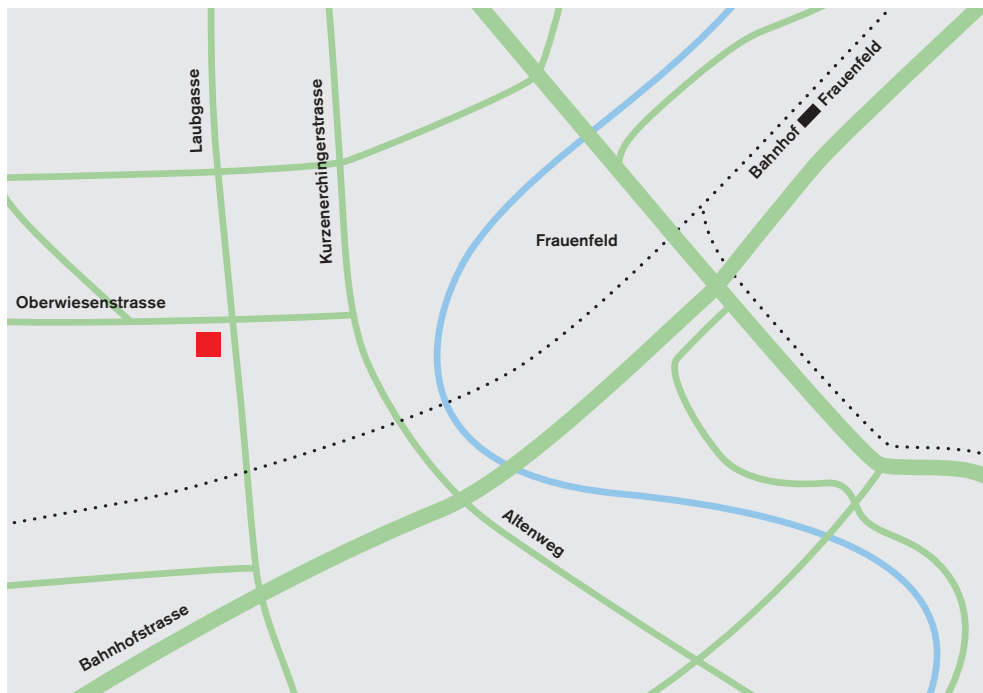 Laubgasse
Kurzenerchingerstrasse
Bahnhof Frauenfeld
Frauenfeld
Oberwiesenstrasse
Altenweg
Bahnhofstrasse